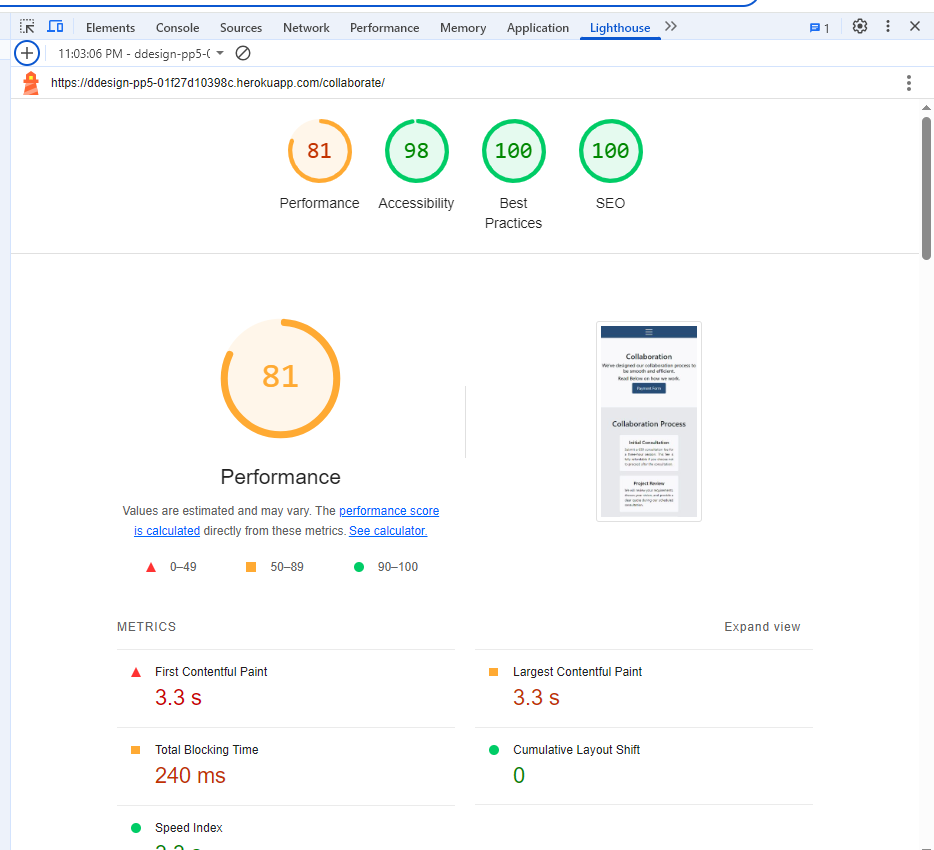 Elements Console Sources Network Performance Memory Application Lighthouse 1
11:03:06 PM - ddesign-pp5-(
https://ddesign-pp5-01f27d10398c.herokuapp.com/collaborate/
81 98 100 100
Performance Accessibility Best Practices SEO
81
Performance
Values are estimated and may vary. The performance score
is calculated directly from these metrics. See calculator.
0–49 50–89 90–100
Collaboration
We've designed our collaboration process to
be smooth and efficient.
Read Below on how we work.
Payment Form
Collaboration Process
Initial Consultation
Project Review
METRICS Expand view
First Contentful Paint
3.3 s
Largest Contentful Paint
3.3 s
Total Blocking Time
240 ms
Cumulative Layout Shift
0
Speed Index